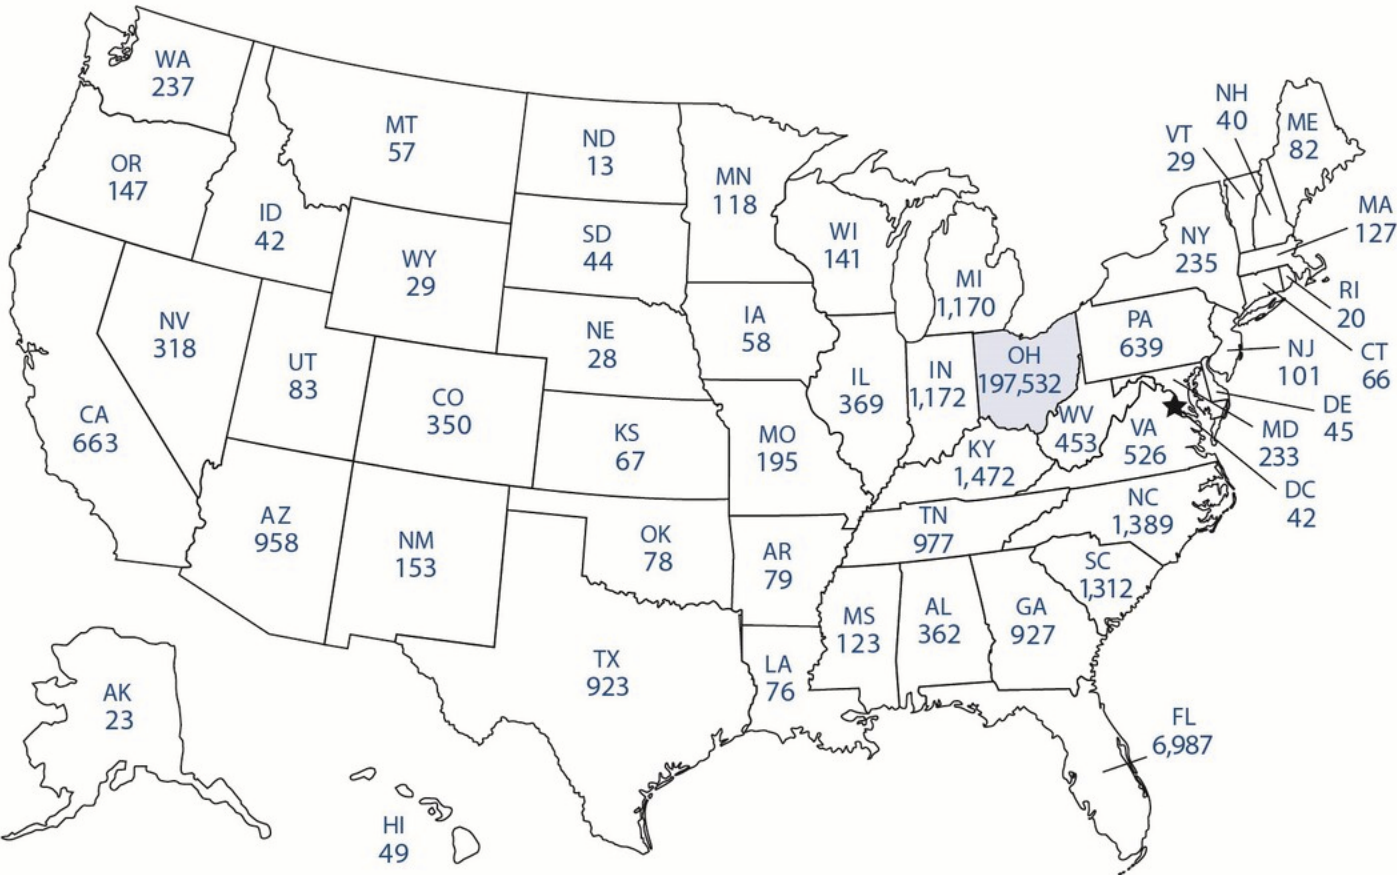 WA
237
OR
147
MT
57
ID
42
ND
13
SD
44
MN
118
WY
29
NV
318
UT
83
CA
663
CO
350
NE
28
KS
67
IA
58
WI
141
MI
1,170
IL
369
IN
1,172
OH
197,532
PA
639
NY
235
VT
29
NH
40
ME
82
MA
127
RI
20
CT
66
NJ
101
DE
45
MD
233
DC
42
WV
453
VA
526
KY
1,472
MO
195
AZ
958
NM
153
OK
78
AR
79
TN
977
NC
1,389
SC
1,312
MS
123
AL
362
GA
927
TX
923
LA
76
FL
6,987
AK
23
HI
49